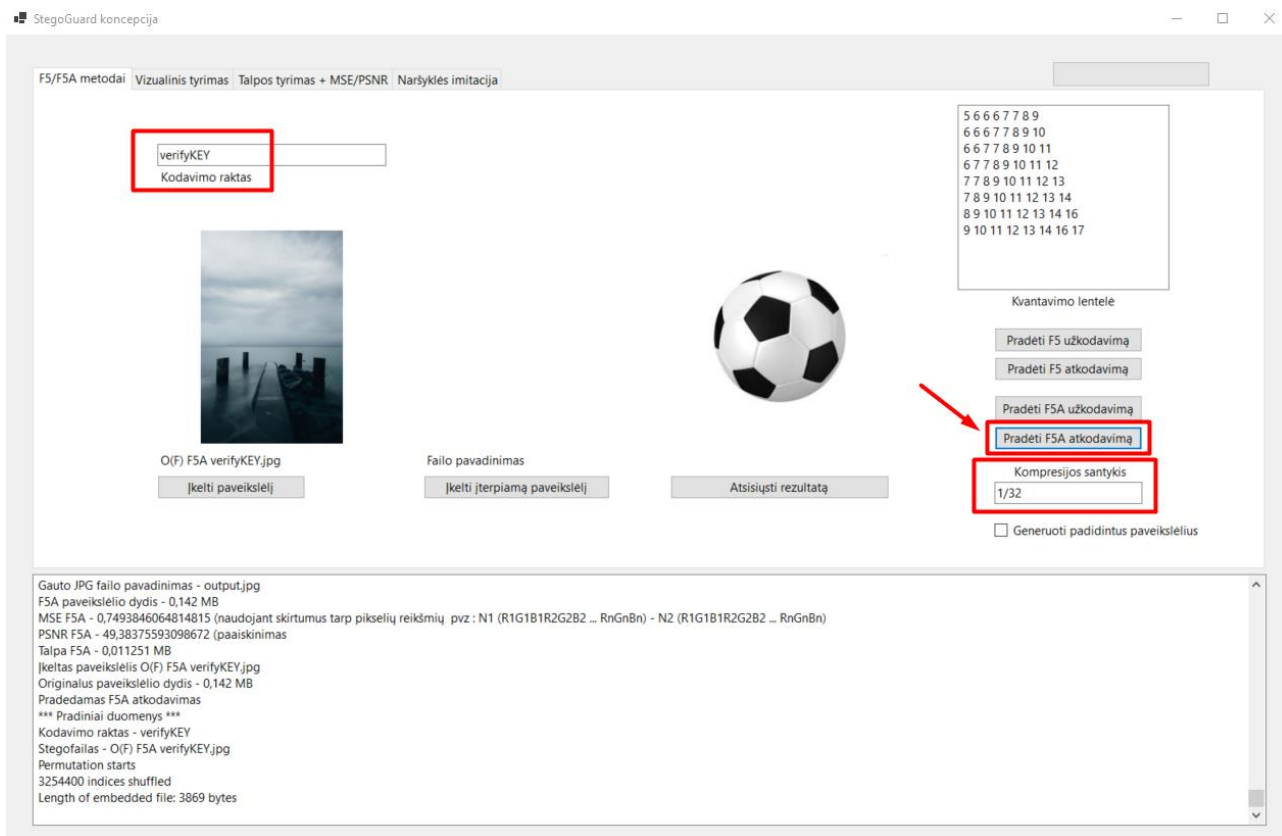 StegoGuard koncepcija
F5/F5A metodai Vizualinis tyrimas Talpos tyrimas + MSE/PSNR Naršyklės imitacija
verifyKEY
Kodavimo raktas
5 6 6 6 7 7 8 9
6 6 6 7 7 8 9 10
6 6 7 7 8 9 10 11
6 7 7 8 9 10 11 12
7 7 8 9 10 11 12 13
7 8 9 10 11 12 13 14
8 9 10 11 12 13 14 16
9 10 11 12 13 14 16 17
Kvantavimo lentelė
Pradėti F5 užkodavimą
Pradėti F5 atkodavimą
Pradėti F5A užkodavimą
Pradėti F5A atkodavimą
O(F) F5A verifyKEY.jpg
Failo pavadinimas
Įkelti paveikslėlį
Įkelti įterpiamą paveikslėlį
Atsisiųsti rezultatą
Kompresijos santykis
1/32
Generuoti padidintus paveikslėlius
Gauto JPG failo pavadinimas - output.jpg
F5A paveikslėlio dydis - 0,142 MB
MSE F5A - 0,7493846064814815 (naudojant skirtumus tarp pikselių reikšmių pvz : N1 (R1G1B1R2G2B2 ... RnGnBn) - N2 (R1G1B1R2G2B2 ... RnGnBn)
PSNR F5A - 49,38375593098672 (paaiškinimas
Talpa F5A - 0,011251 MB
Įkeltas paveikslėlis O(F) F5A verifyKEY.jpg
Originalus paveikslėlio dydis - 0,142 MB
Pradedamas F5A atkodavimas
*** Pradiniai duomenys ***
Kodavimo raktas - verifyKEY
Stegofailas - O(F) F5A verifyKEY.jpg
Permutation starts
3254400 indices shuffled
Length of embedded file: 3869 bytes